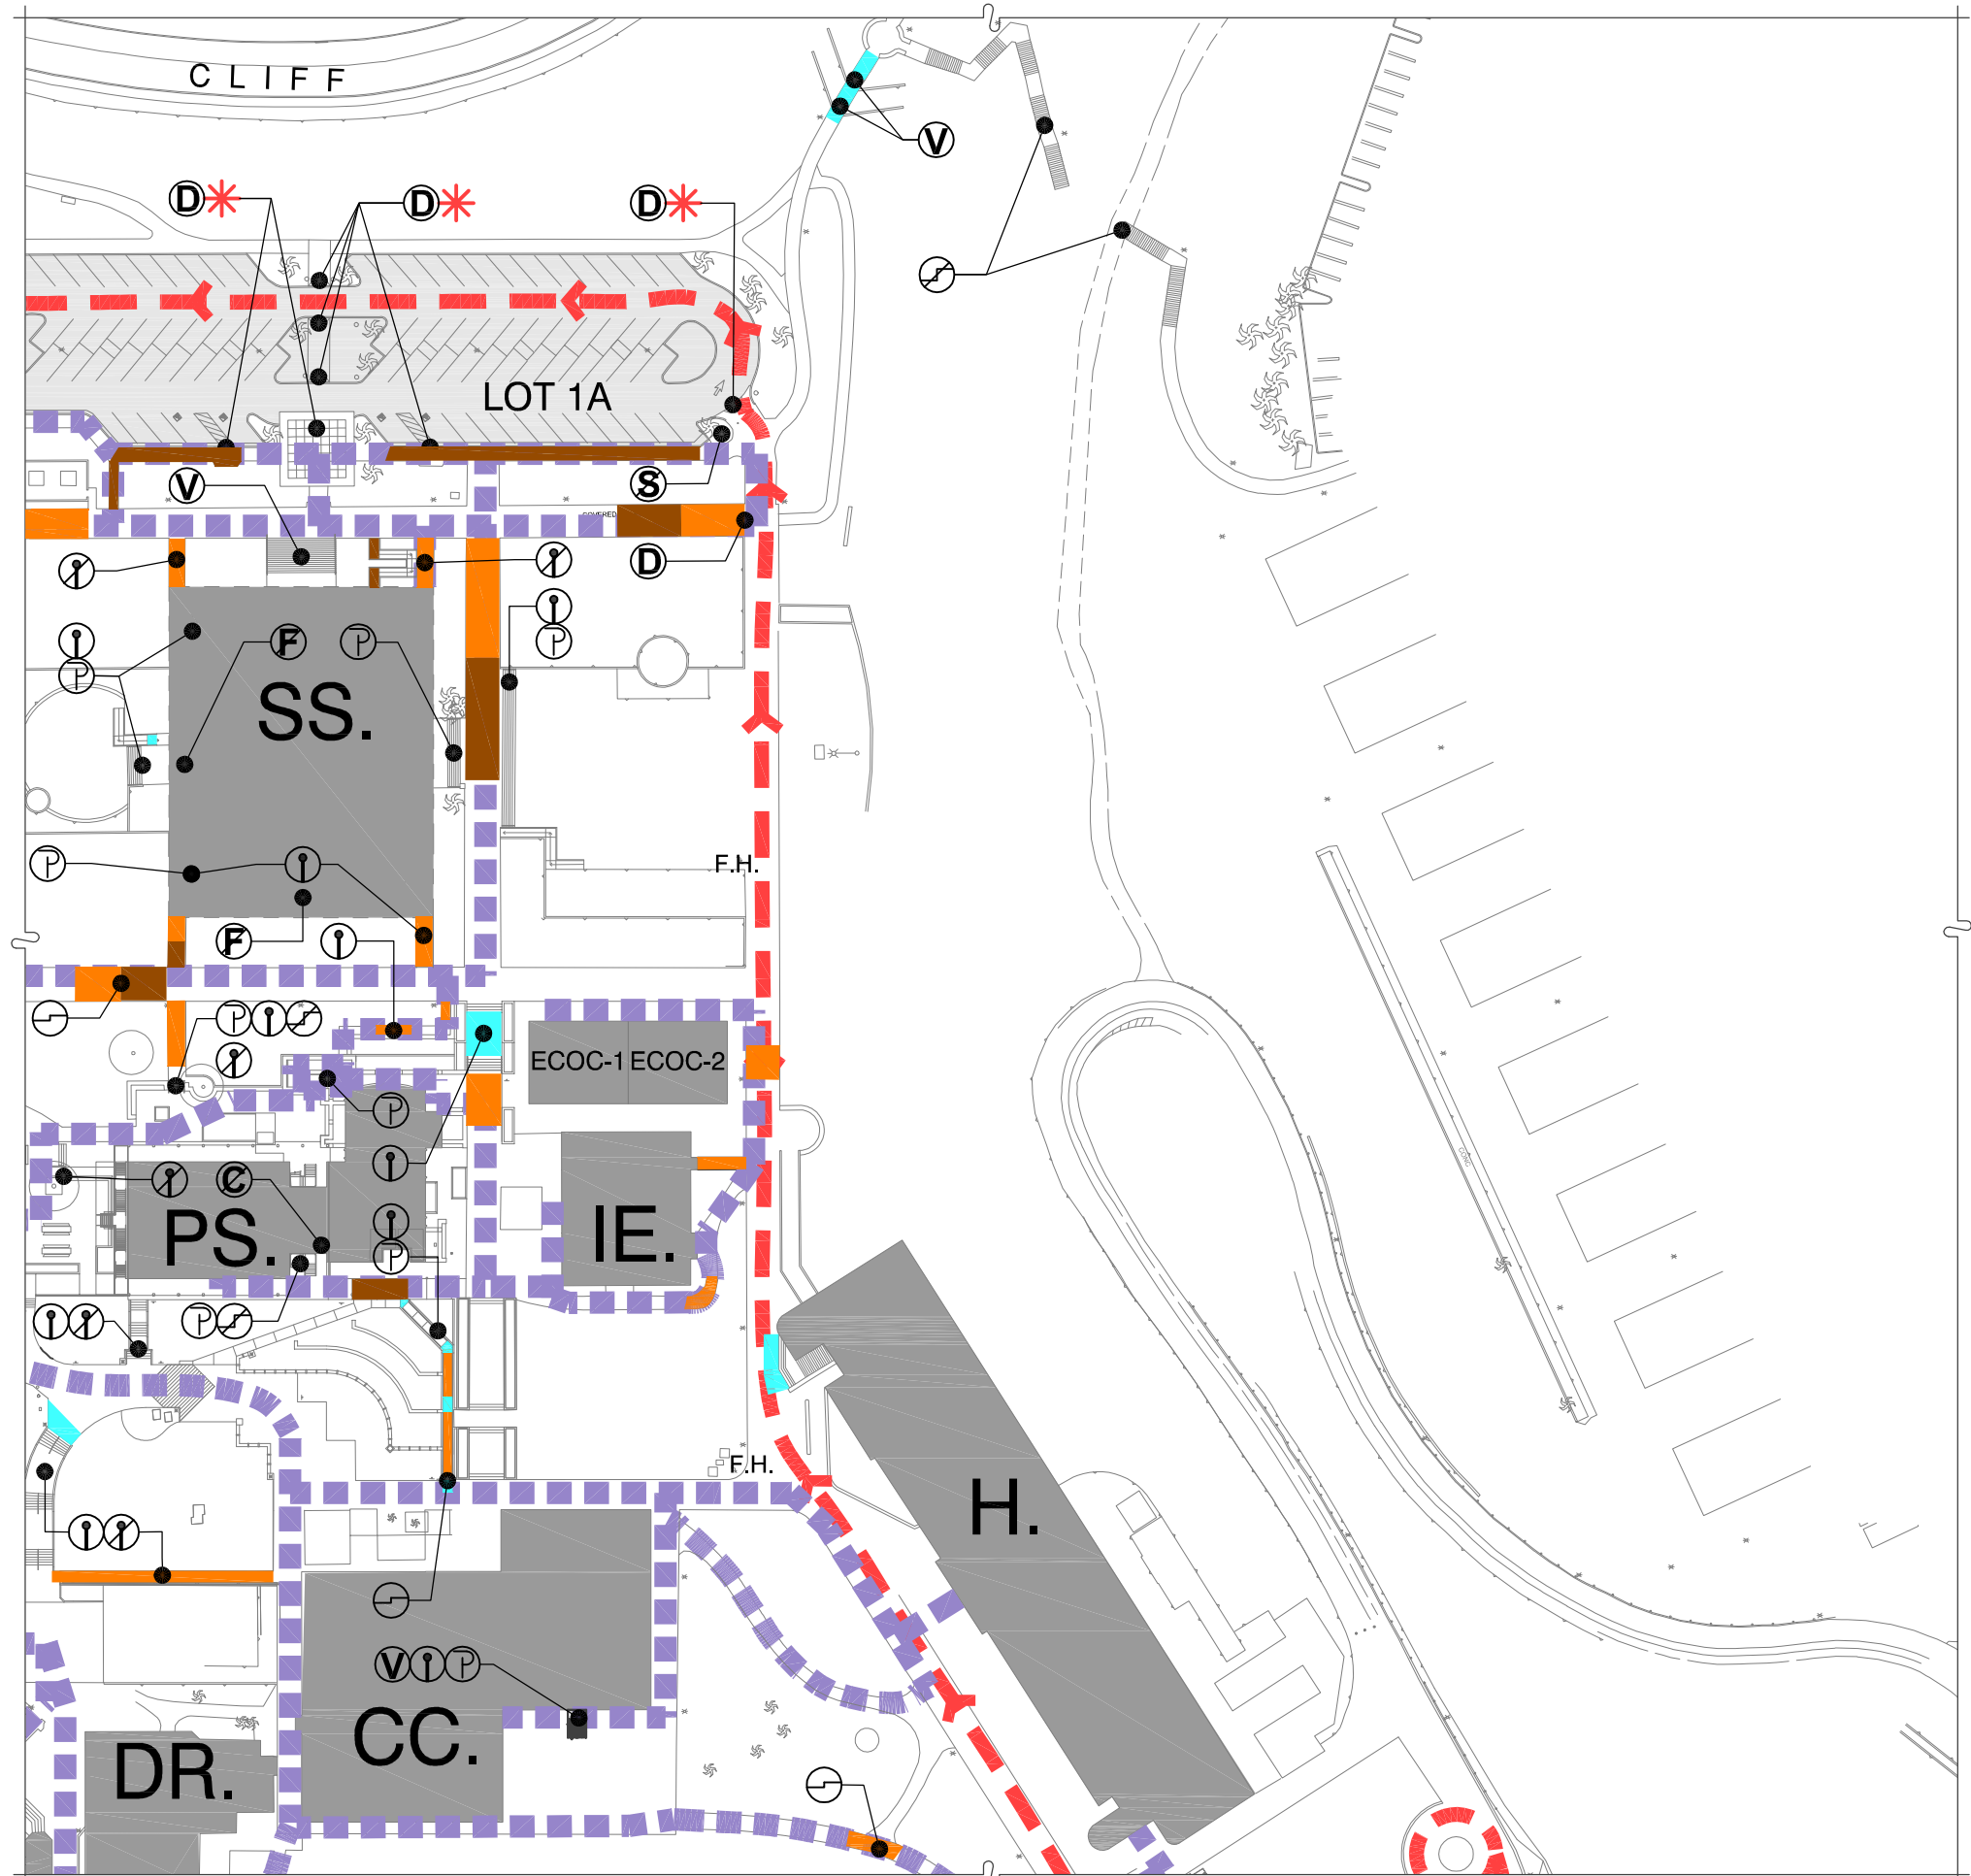 CLIFF
V
D D D
LOT 1A
V
S
COVERED
D
F P
P
P
SS.
P
F.H.
F
P
ECOC-1 ECOC-2
P
C
PS.
IE.
P
P
F.H.
H.
V P
CC.
DR.